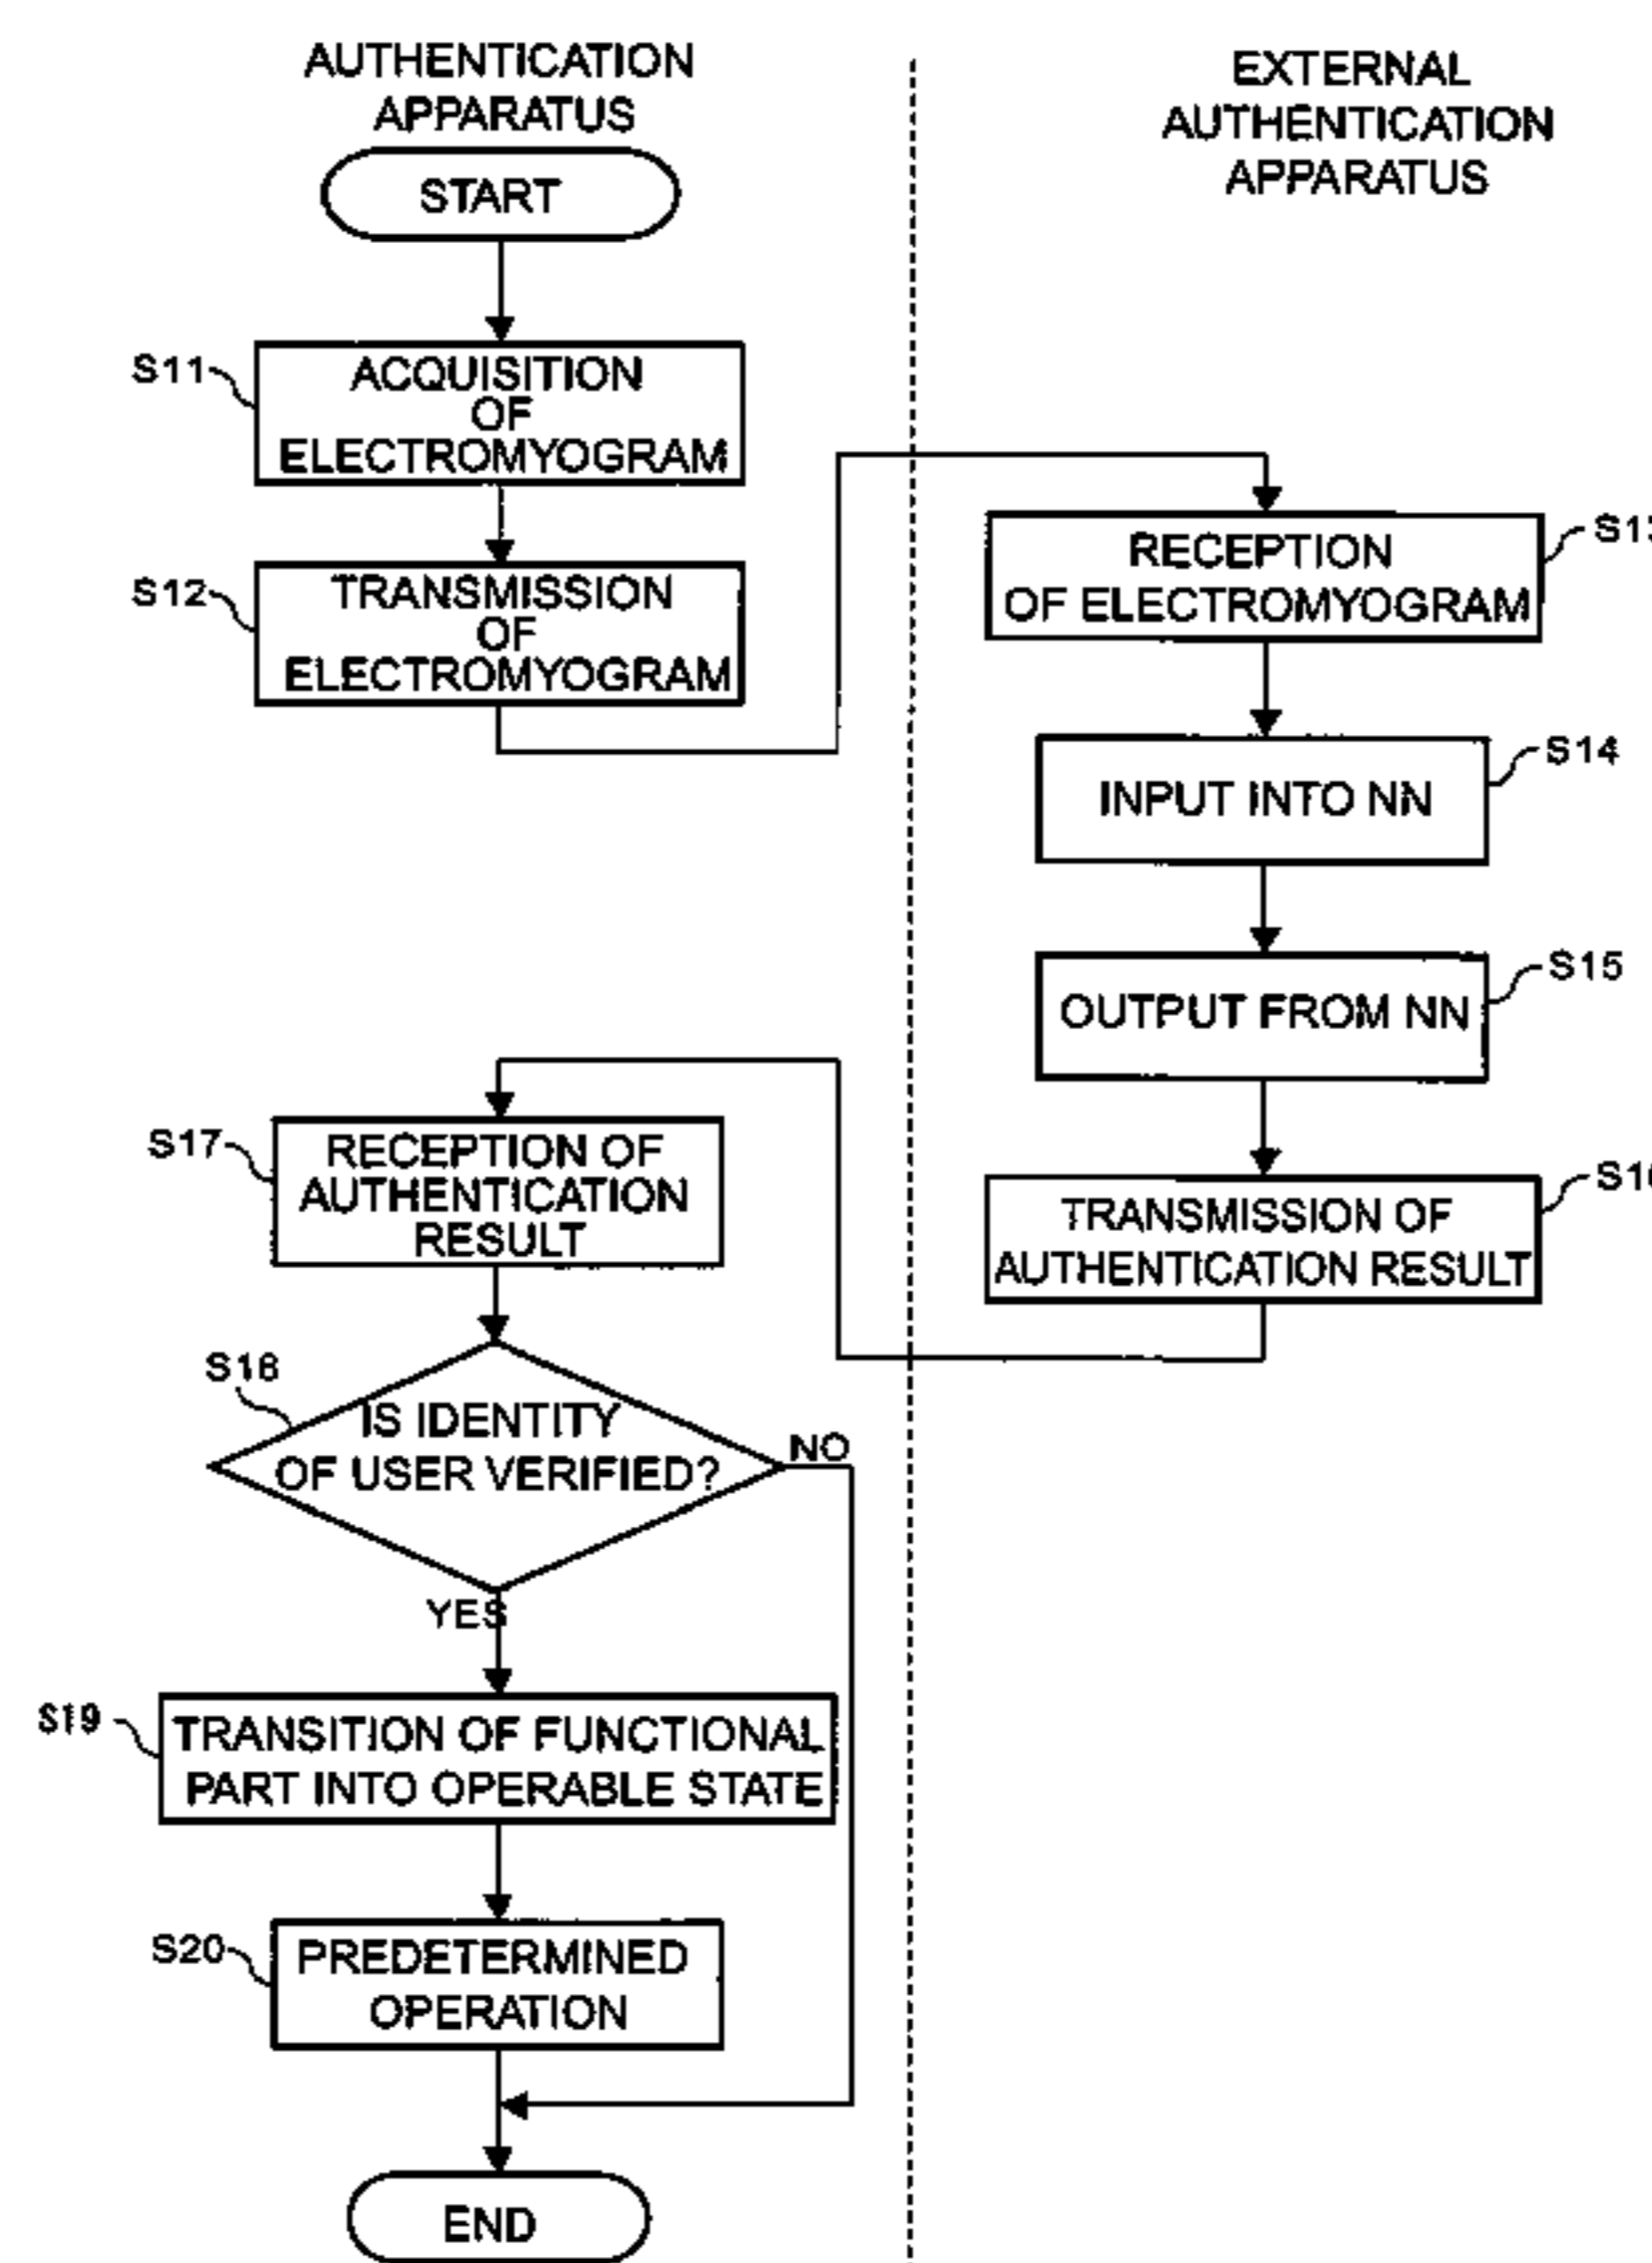 AUTHENTICATION
APPARATUS
START
S11
ACQUISITION
OF
ELECTROMYOGRAM
S12
TRANSMISSION
OF
ELECTROMYOGRAM
EXTERNAL
AUTHENTICATION
APPARATUS
RECEPTION
OF ELECTROMYOGRAM
S13
INPUT INTO NN
S14
OUTPUT FROM NN
S15
TRANSMISSION OF
AUTHENTICATION RESULT
S16
S17
RECEPTION OF
AUTHENTICATION
RESULT
S18
IS IDENTITY
OF USER VERIFIED?
NO
YES
S19
TRANSITION OF FUNCTIONAL
PART INTO OPERABLE STATE
S20
PREDETERMINED
OPERATION
END